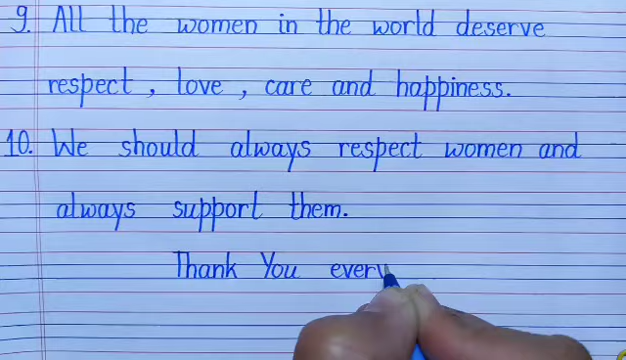 9. All the women in the world deserve
respect, love, care and happiness.
10. We should always respect women and
always support them.
Thank You every